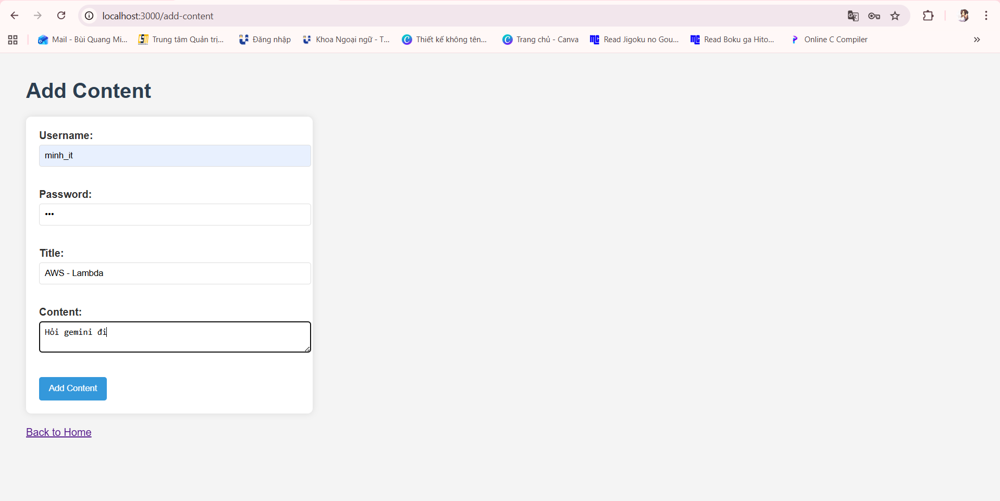 localhost:3000/add-content
Mail - Bùi Quang Mi... Trung tâm Quản trị... Đăng nhập Khoa Ngoại ngữ - T... Thiết kế không tên... Trang chủ - Canva Read Jigoku no Gou... Read Boku ga Hito... Online C Compiler
Add Content
Username:
minh_it
Password:
•••
Title:
AWS - Lambda
Content:
Hỏi gemini đi
Add Content
Back to Home